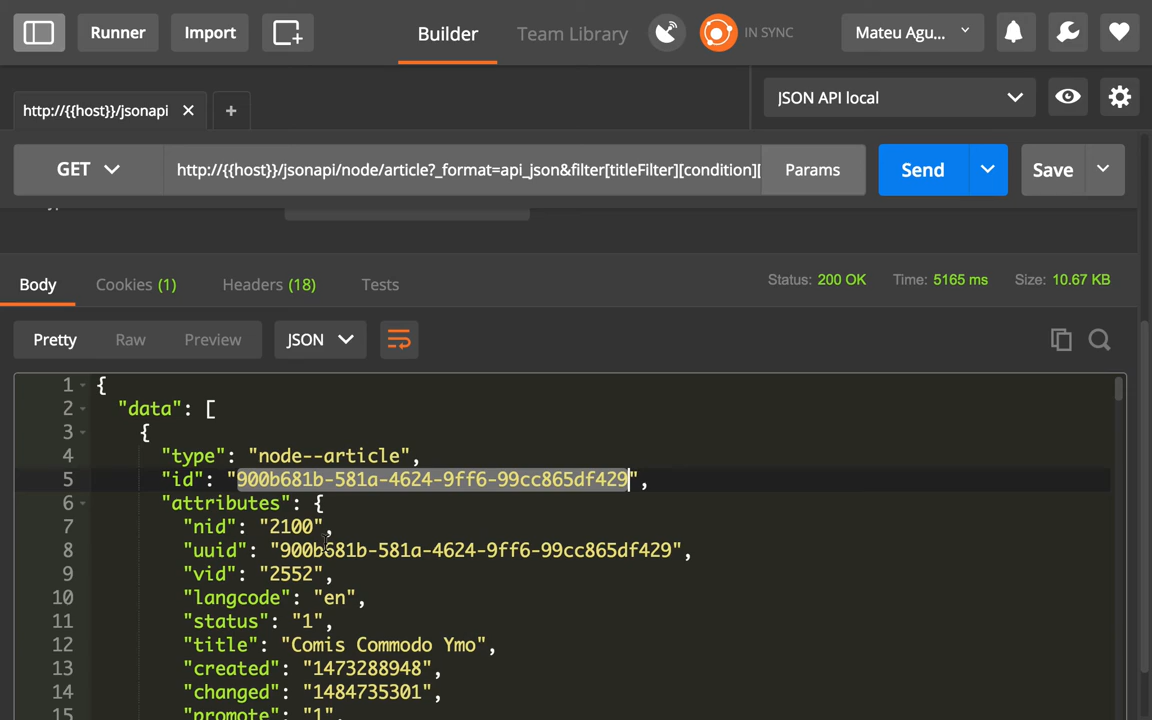 Runner Import Builder Team Library IN SYNC Mateu Agu...
http://{{host}}/jsonapi JSON API local
GET http://{{host}}/jsonapi/node/article?_format=api_json&filter[titleFilter][condition][ Params Send Save
Body Cookies (1) Headers (18) Tests Status: 200 OK Time: 5165 ms Size: 10.67 KB
Pretty Raw Preview JSON
1 {
2 "data": [
3 {
4 "type": "node--article",
5 "id": "900b681b-581a-4624-9ff6-99cc865df429",
6 "attributes": {
7 "nid": "2100",
8 "uuid": "900b681b-581a-4624-9ff6-99cc865df429",
9 "vid": "2552",
10 "langcode": "en",
11 "status": "1",
12 "title": "Comis Commodo Ymo",
13 "created": "1473288948",
14 "changed": "1484735301",
15 "promote": "1",